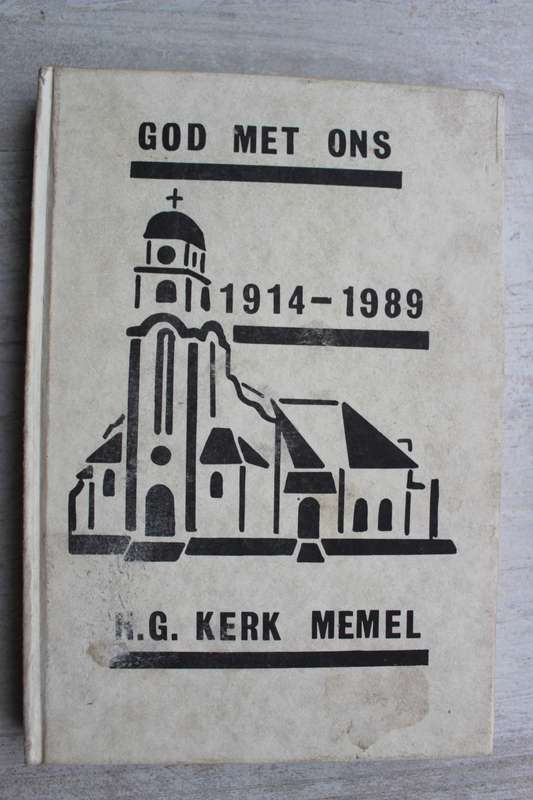 GOD MET ONS
1914-1989
N.G. KERK MEMEL